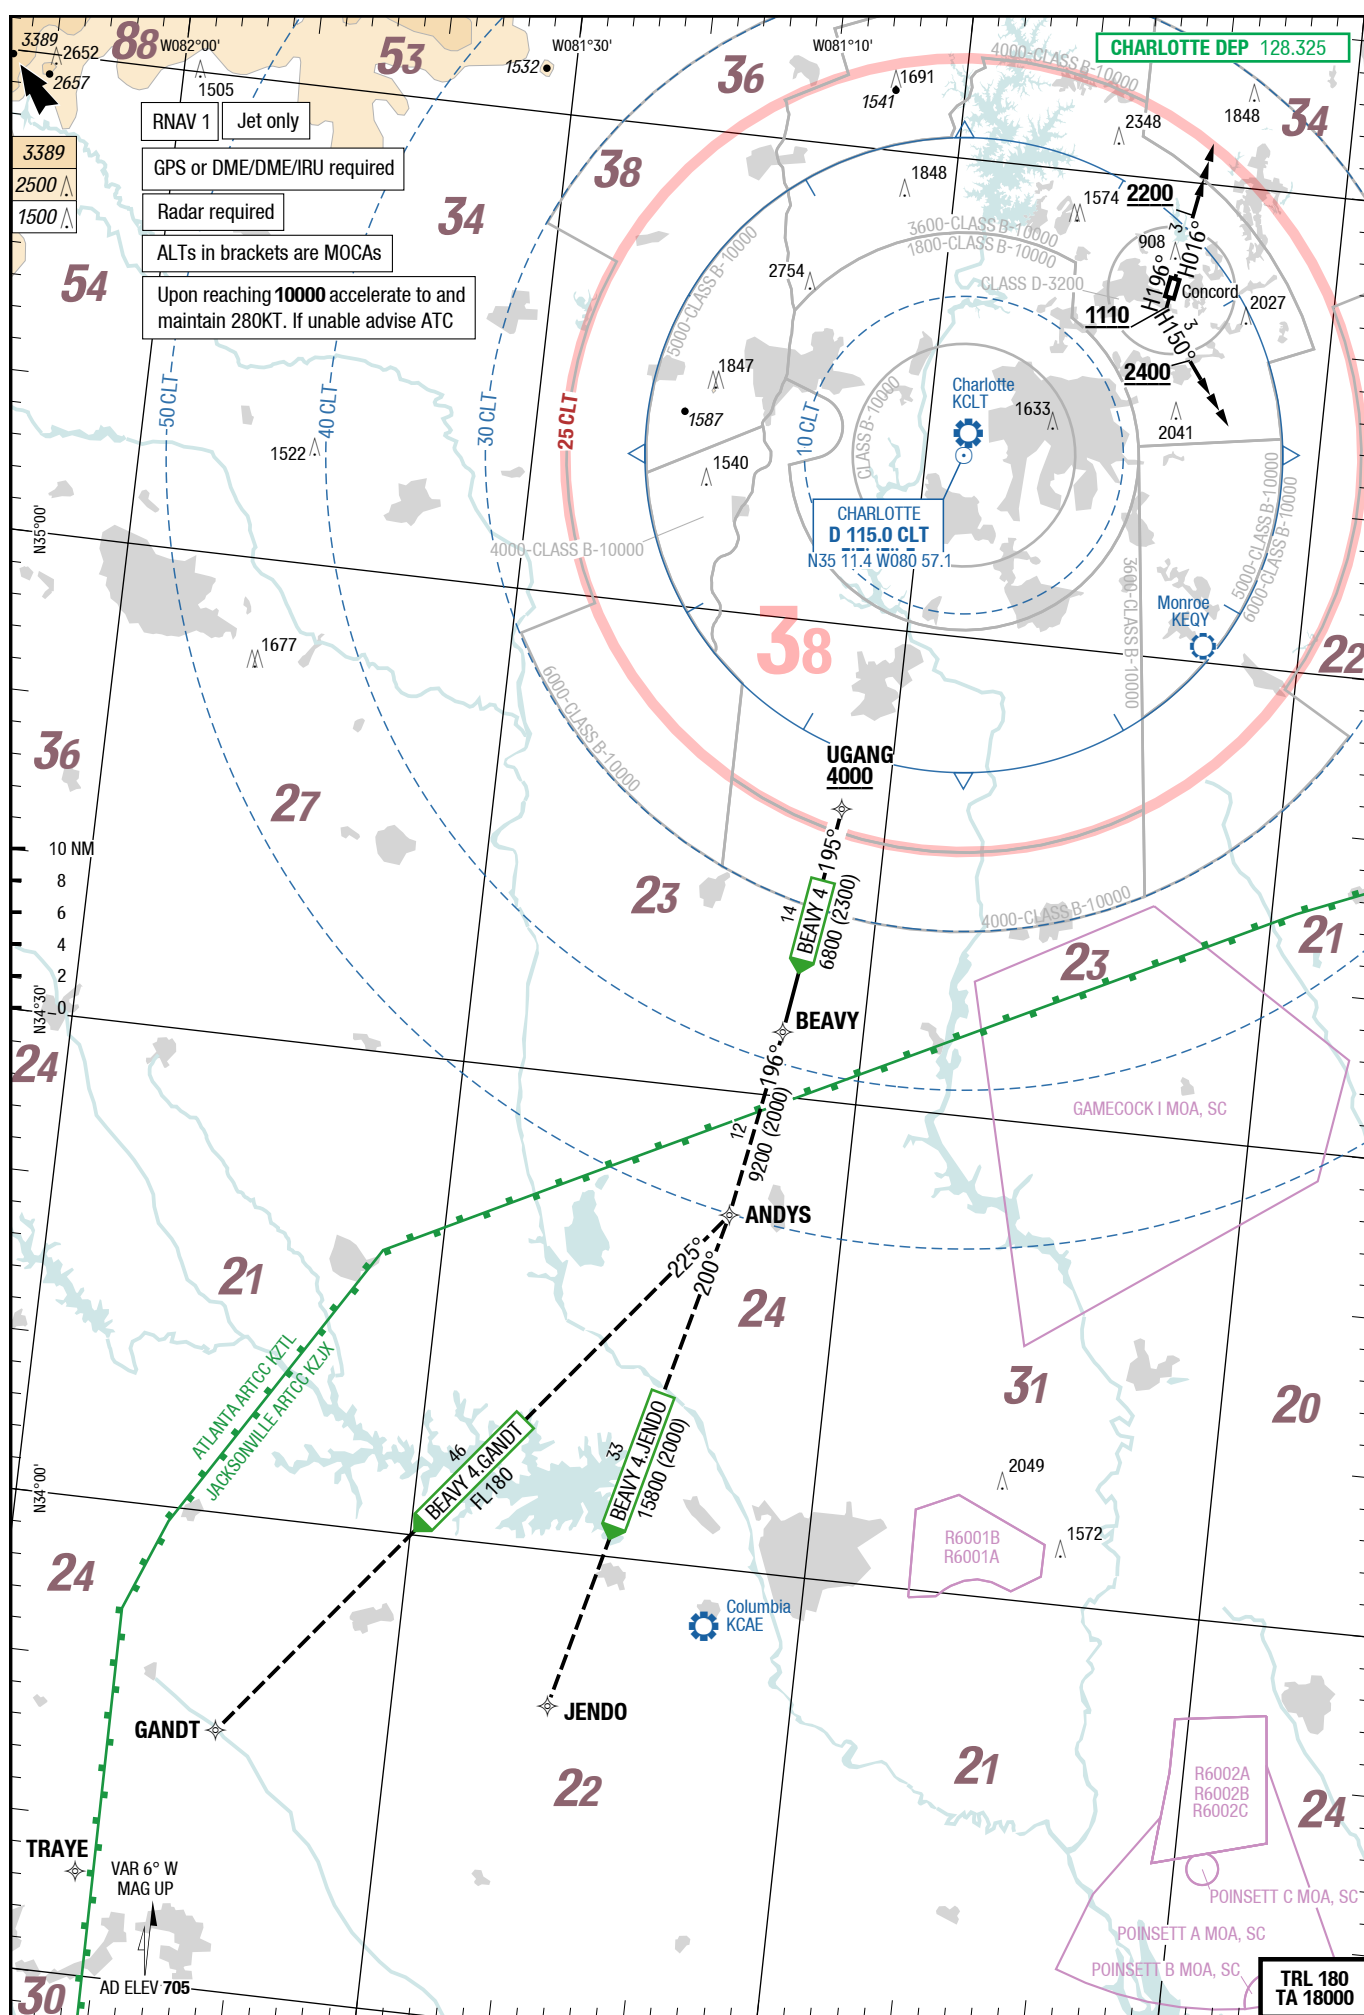 3389
2652
2657
88
W082°00'
1505
53
1532
W081°30'
36
W081°10'
1691
1541
4000-CLASS B-10000
CHARLOTTE DEP 128.325
1848
34
2348
RNAV 1
Jet only
GPS or DME/DME/IRU required
Radar required
ALTs in brackets are MOCAs
Upon reaching 10000 accelerate to and
maintain 280KT. If unable advise ATC
3389
2500
1500
54
34
38
1848
1574
2200
3600-CLASS B-10000
1800-CLASS B-10000
CLASS D-3200
908
3
H016°
H196°
Concord
1110
H150°
3
2400
2027
2041
2754
5000-CLASS B-10000
1847
1587
1540
1522
50 CLT
40 CLT
30 CLT
25 CLT
10 CLT
CLASS B-10000
Charlotte
KCLT
1633
CHARLOTTE
D 115.0 CLT
N35 11.4 W080 57.1
N35°00'
4000-CLASS B-10000
5000-CLASS B-10000
6000-CLASS B-10000
3600-CLASS B-10000
Monroe
KEQY
1677
38
22
6000-CLASS B-10000
36
27
UGANG
4000
10 NM
8
6
4
2
0
195°
14
BEAVY 4
6800 (2300)
23
4000-CLASS B-10000
23
21
N34°30'
24
BEAVY
196°
12
9200 (2000)
GAMECOCK I MOA, SC
ANDYS
225°
200°
21
24
ATLANTA ARTCC KZTL
JACKSONVILLE ARTCC KZJX
31
20
46
BEAVY 4.GANDT
FL180
33
BEAVY 4.JENDO
15800 (2000)
2049
N34°00'
R6001B
R6001A
1572
24
Columbia
KCAE
GANDT
JENDO
22
21
R6002A
R6002B
R6002C
24
TRAYE
VAR 6° W
MAG UP
POINSETT C MOA, SC
POINSETT A MOA, SC
POINSETT B MOA, SC
30
AD ELEV 705
TRL 180
TA 18000